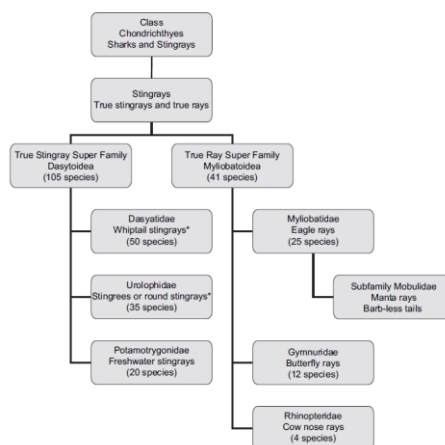 Class
Chondrichthyes
Sharks and Stingrays
Stingrays
True stingrays and true rays
True Stingray Super Family
Dasytoidea
(105 species)
True Ray Super Family
Myliobatoidea
(41 species)
Dasyatidae
Whiptail stingrays*
(50 species)
Urolophidae
Stingrees or round stingrays*
(35 species)
Potamotrygonidae
Freshwater stingrays
(20 species)
Myliobatidae
Eagle rays
(25 species)
Subfamily Mobulidae
Manta rays
Barb-less tails
Gymnuridae
Butterfly rays
(12 species)
Rhinopteridae
Cow nose rays
(4 species)